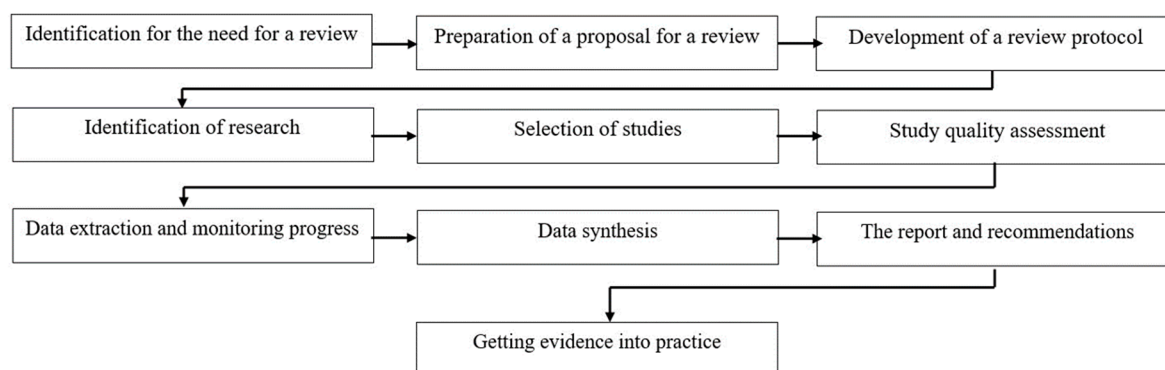 Identification for the need for a review
Preparation of a proposal for a review
Development of a review protocol
Identification of research
Selection of studies
Study quality assessment
Data extraction and monitoring progress
Data synthesis
The report and recommendations
Getting evidence into practice